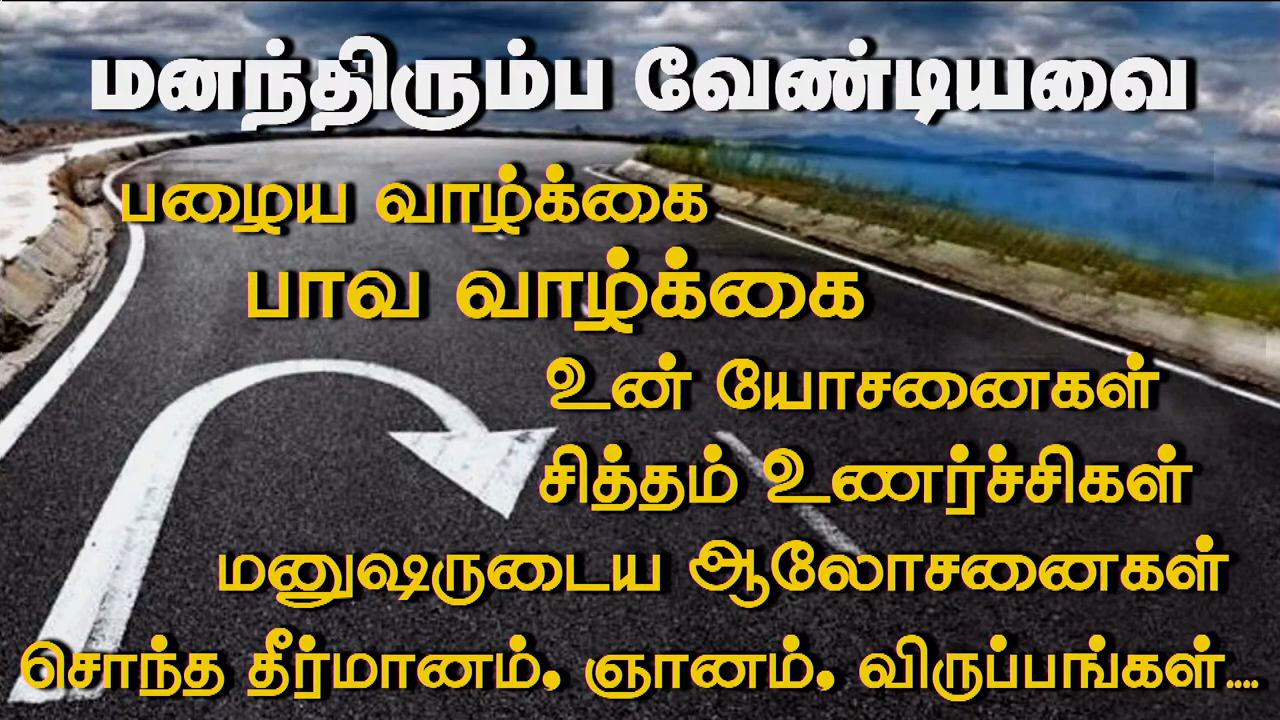 மனந்திரும்ப வேண்டியவை
பழைய வாழ்க்கை
பாவ வாழ்க்கை
உன் யோசனைகள்
சித்தம் உணர்ச்சிகள்
மனுஷருடைய ஆலோசனைகள்
சொந்த தீர்மானம், ஞானம், விருப்பங்கள்....